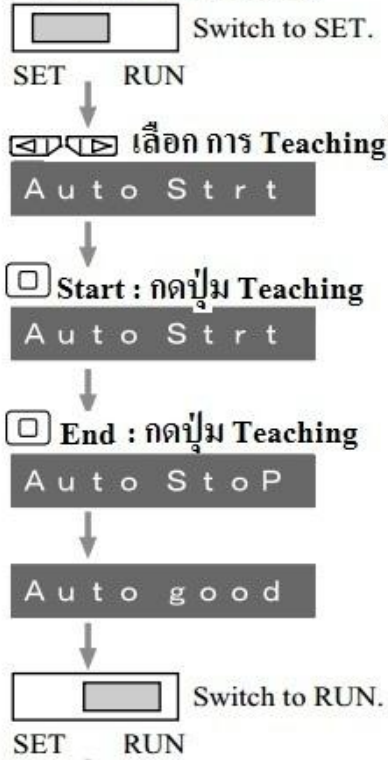 Switch to SET.
SET RUN
เลือก การ Teaching
Auto Strt
Start : กดปุ่ม Teaching
Auto Strt
End : กดปุ่ม Teaching
Auto StoP
Auto good
Switch to RUN.
SET RUN